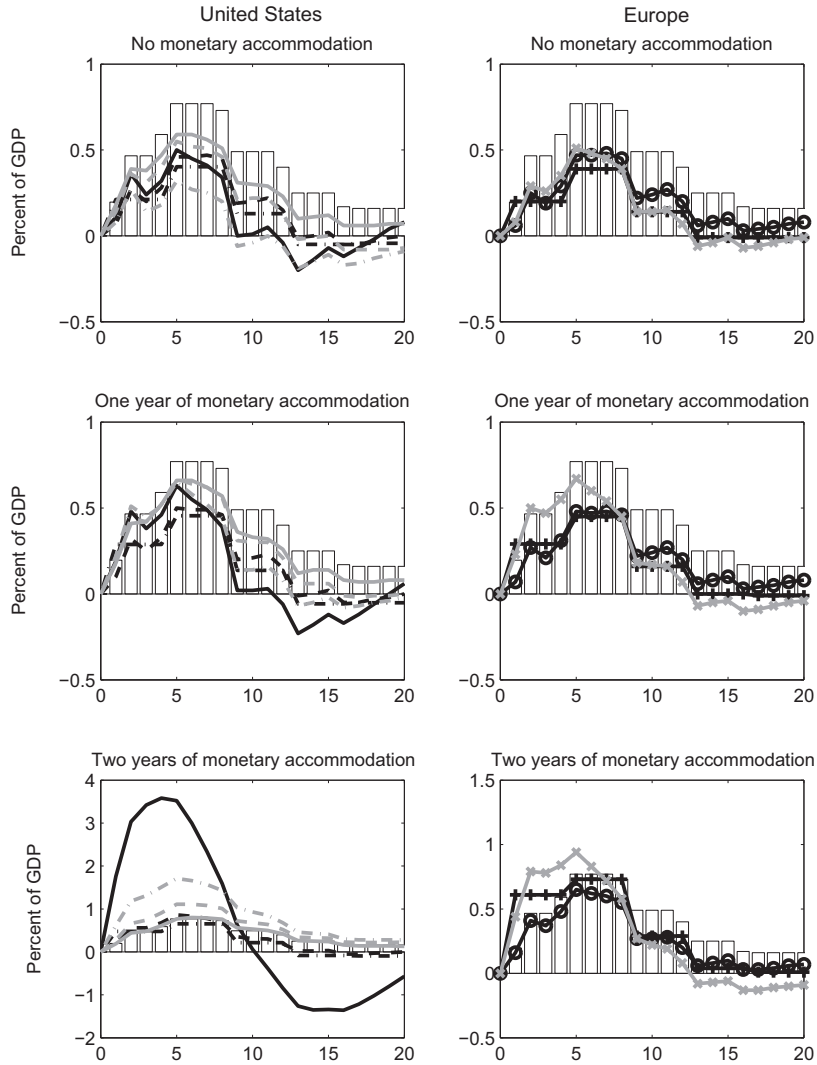 United States
Europe
No monetary accommodation
No monetary accommodation
Percent of GDP
1
0.5
0
−0.5
0 5 10 15 20
1
0.5
0
−0.5
0 5 10 15 20
One year of monetary accommodation
One year of monetary accommodation
Percent of GDP
1
0.5
0
−0.5
0 5 10 15 20
1
0.5
0
−0.5
0 5 10 15 20
Two years of monetary accommodation
Two years of monetary accommodation
Percent of GDP
4
3
2
1
0
−1
−2
0 5 10 15 20
1.5
1
0.5
0
−0.5
0 5 10 15 20